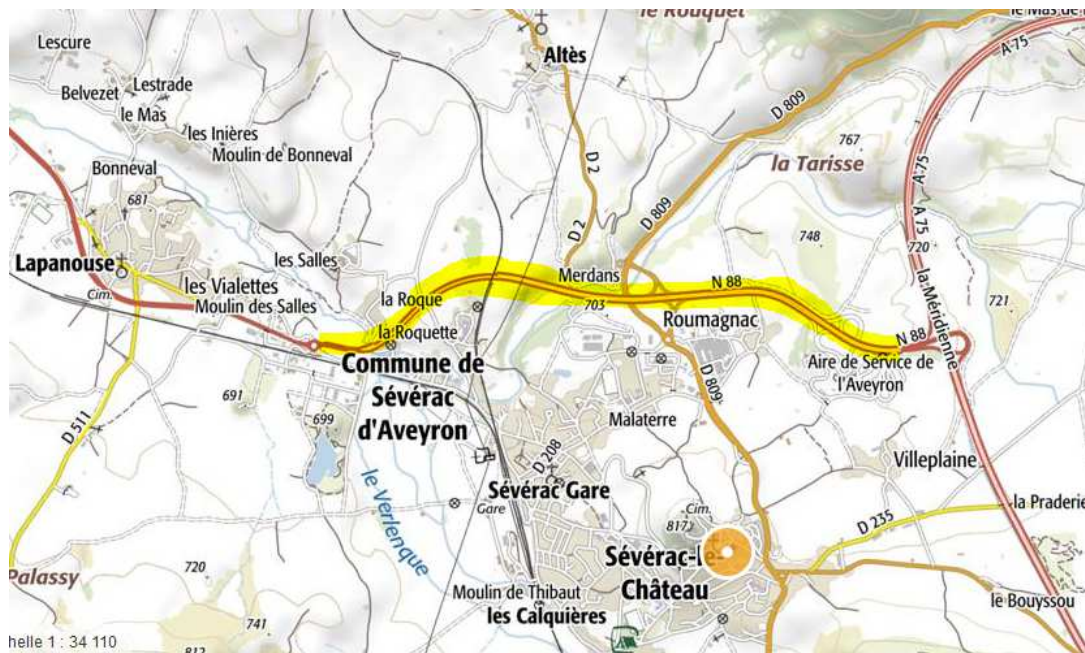 le Rouquet
le Mas de
Lescure
Altès
A 75
Belvezet
Lestrade
le Mas
D 809
les Inières
Moulin de Bonneval
767
la Tarisse
Bonneval
D 2
A 75
681
D 809
A 75
D 2
748
720
Lapanouse
les Salles
Merdans
N 88
la Méridienne
Cim.
les Vialettes
la Roque
703
721
Moulin des Salles
Roumagnac
la Roquette
N 88
Commune de
Sévérac
d'Aveyron
Aire de Service de
l'Aveyron
D 809
691
699
Malaterre
D 511
D 208
Villeplaine
le Verlenque
Sévérac Gare
Gare
Cim.
la Praderie
817
D 235
Sévérac-le-
Château
Palassy
720
Moulin de Thibaut
les Calquières
le Bouyssou
741
helle 1 : 34 110
812